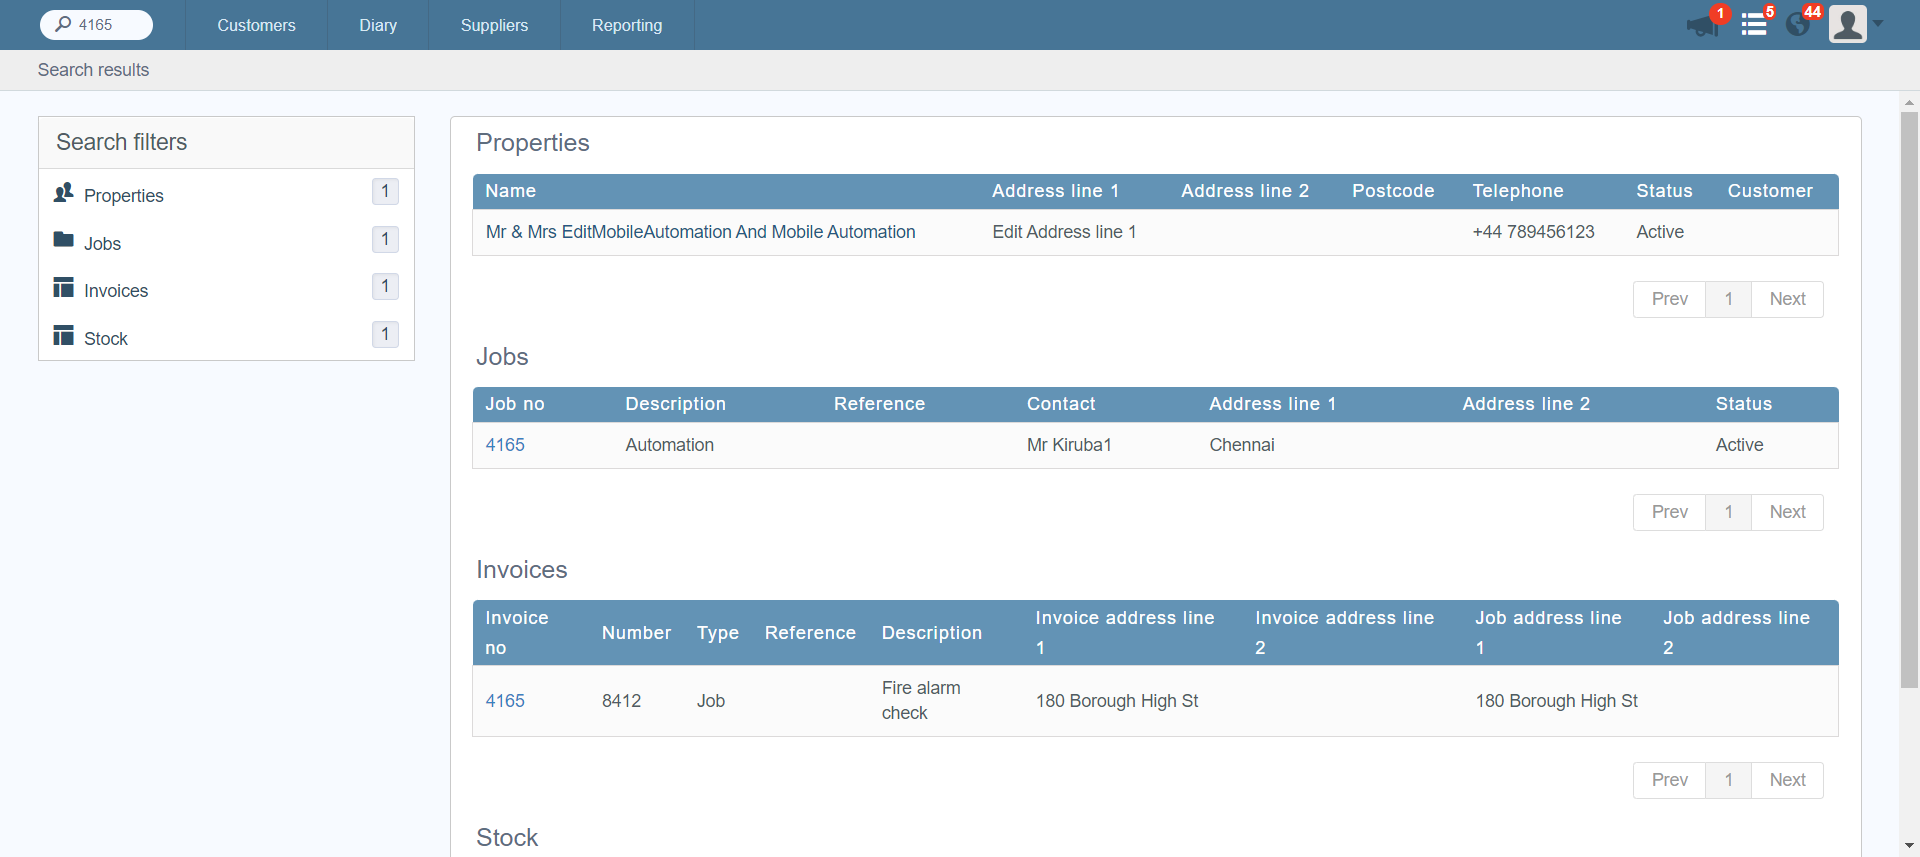 4165 Customers Diary Suppliers Reporting 1 5 44
Search results
Search filters
Properties 1
Jobs 1
Invoices 1
Stock 1
Properties
Name Address line 1 Address line 2 Postcode Telephone Status Customer
Mr & Mrs EditMobileAutomation And Mobile Automation Edit Address line 1 +44 789456123 Active
Prev 1 Next
Jobs
Job no Description Reference Contact Address line 1 Address line 2 Status
4165 Automation Mr Kiruba1 Chennai Active
Prev 1 Next
Invoices
Invoice no Number Type Reference Description Invoice address line 1 Invoice address line 2 Job address line 1 Job address line 2
4165 8412 Job Fire alarm check 180 Borough High St 180 Borough High St
Prev 1 Next
Stock